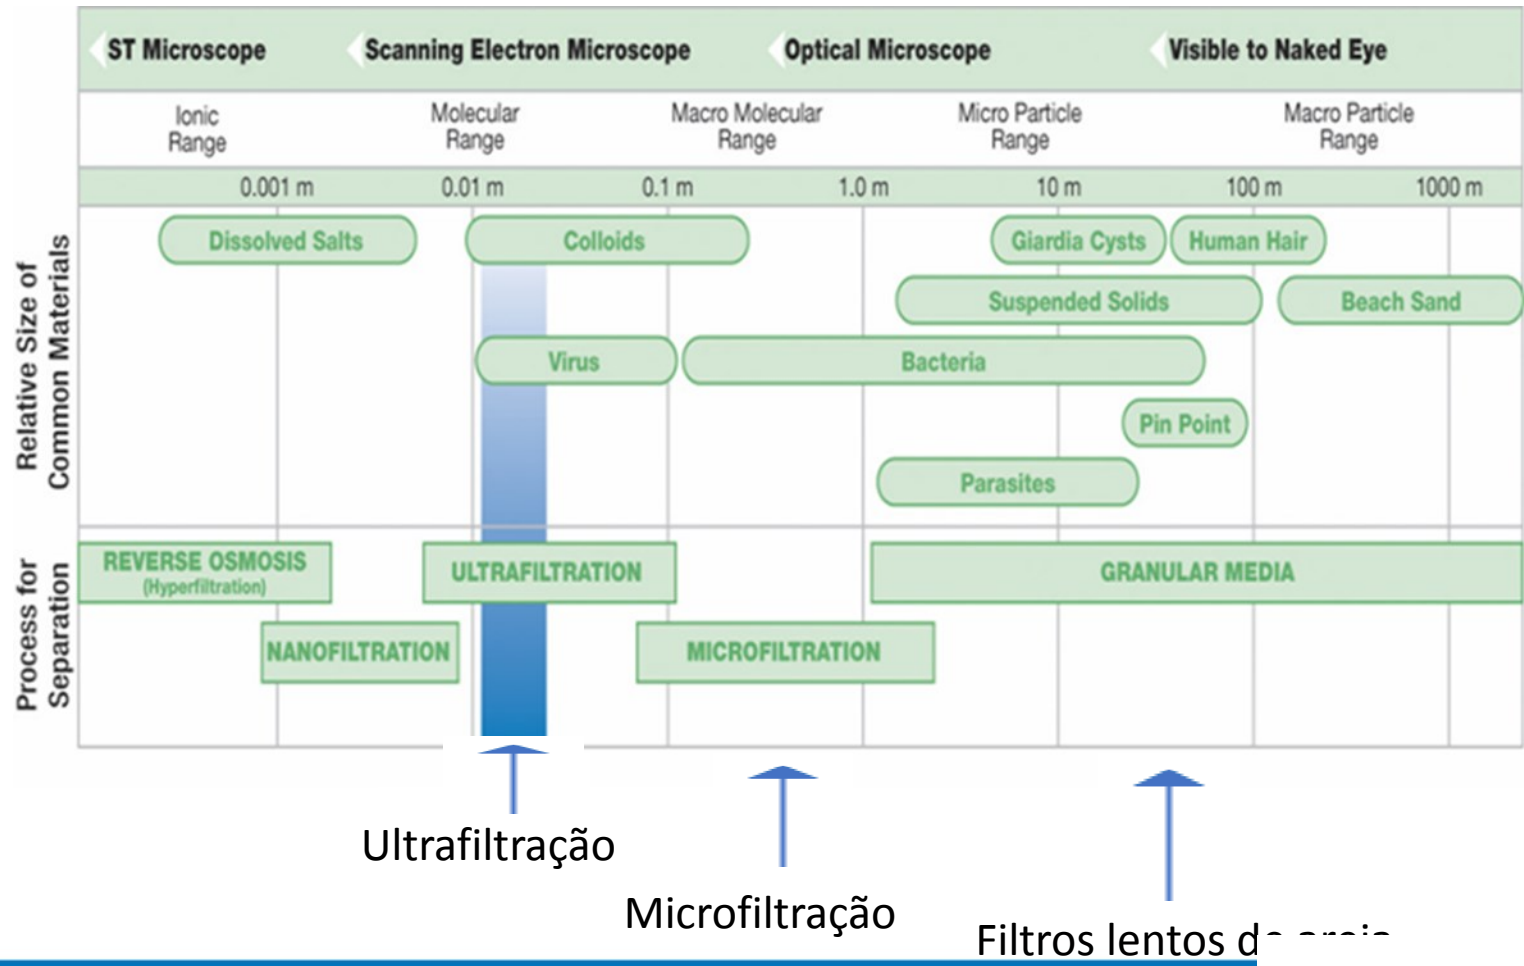 ST Microscope
Scanning Electron Microscope
Optical Microscope
Visible to Naked Eye
Ionic
Range
Molecular
Range
Macro Molecular
Range
Micro Particle
Range
Macro Particle
Range
0.001 m
0.01 m
0.1 m
1.0 m
10 m
100 m
1000 m
Relative Size of
Common Materials
Dissolved Salts
Colloids
Giardia Cysts
Human Hair
Suspended Solids
Beach Sand
Virus
Bacteria
Pin Point
Parasites
Process for
Separation
REVERSE OSMOSIS
(Hyperfiltration)
ULTRAFILTRATION
GRANULAR MEDIA
NANOFILTRATION
MICROFILTRATION
Ultrafiltração
Microfiltração
Filtros lentos